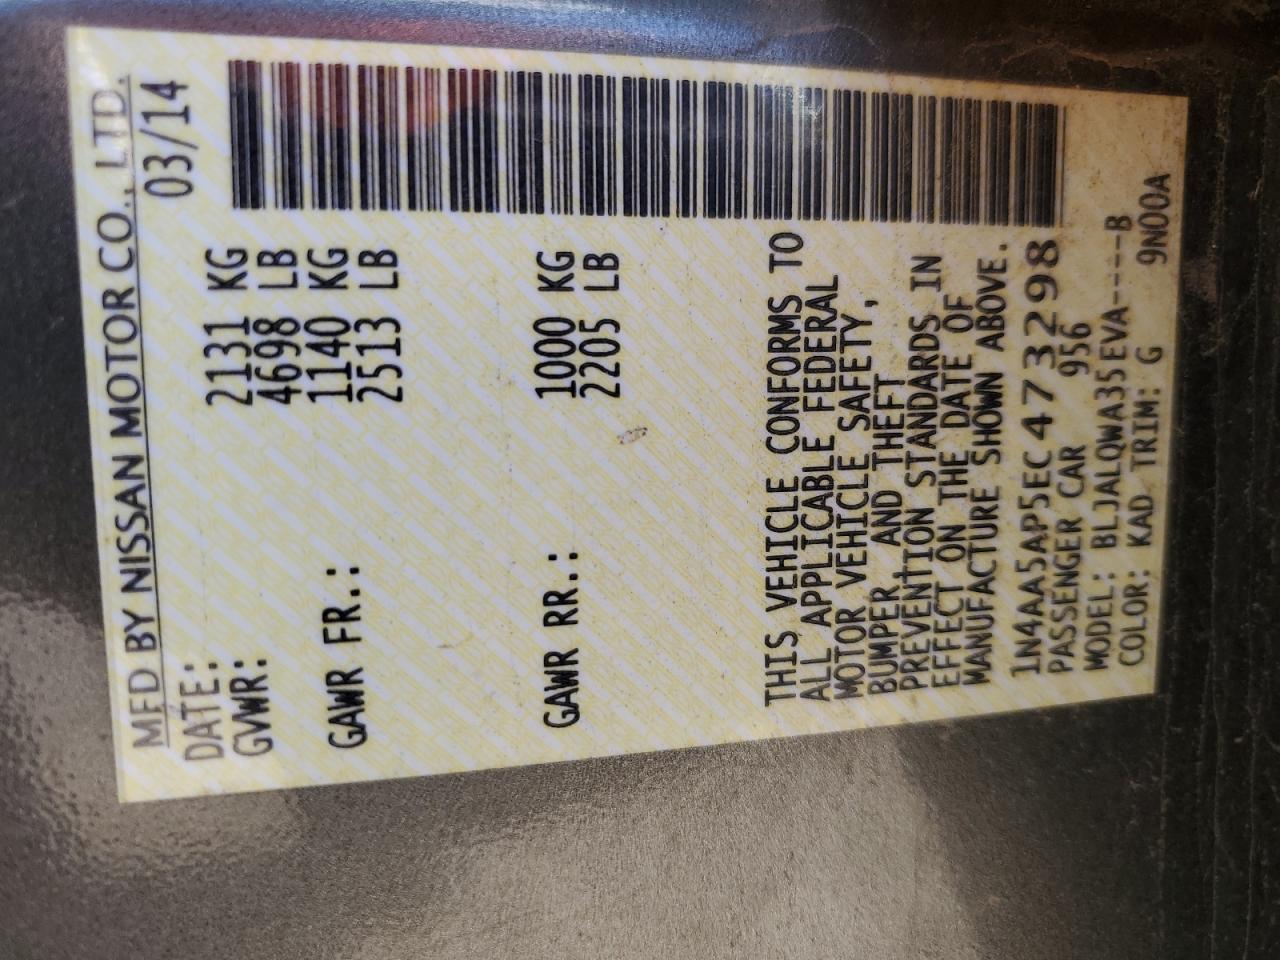 MFD BY NISSAN MOTOR CO., LTD.
DATE: 03/14
GVWR: 2131 KG
4698 LB
GAWR FR.: 1140 KG
2513 LB
GAWR RR.: 1000 KG
2205 LB
THIS VEHICLE CONFORMS TO
ALL APPLICABLE FEDERAL
MOTOR VEHICLE SAFETY,
BUMPER, AND THEFT
PREVENTION STANDARDS IN
EFFECT ON THE DATE OF
MANUFACTURE SHOWN ABOVE.
1N4AA5AP5EC473298
PASSENGER CAR 956
MODEL: BLJALQWA35EVA----B
COLOR: KAD TRIM: G 9N00A